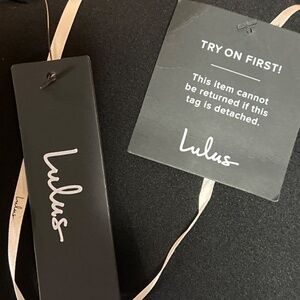 Lulus
TRY ON FIRST!
This item cannot
be returned if this
tag is detached.
Lulus
Lulus